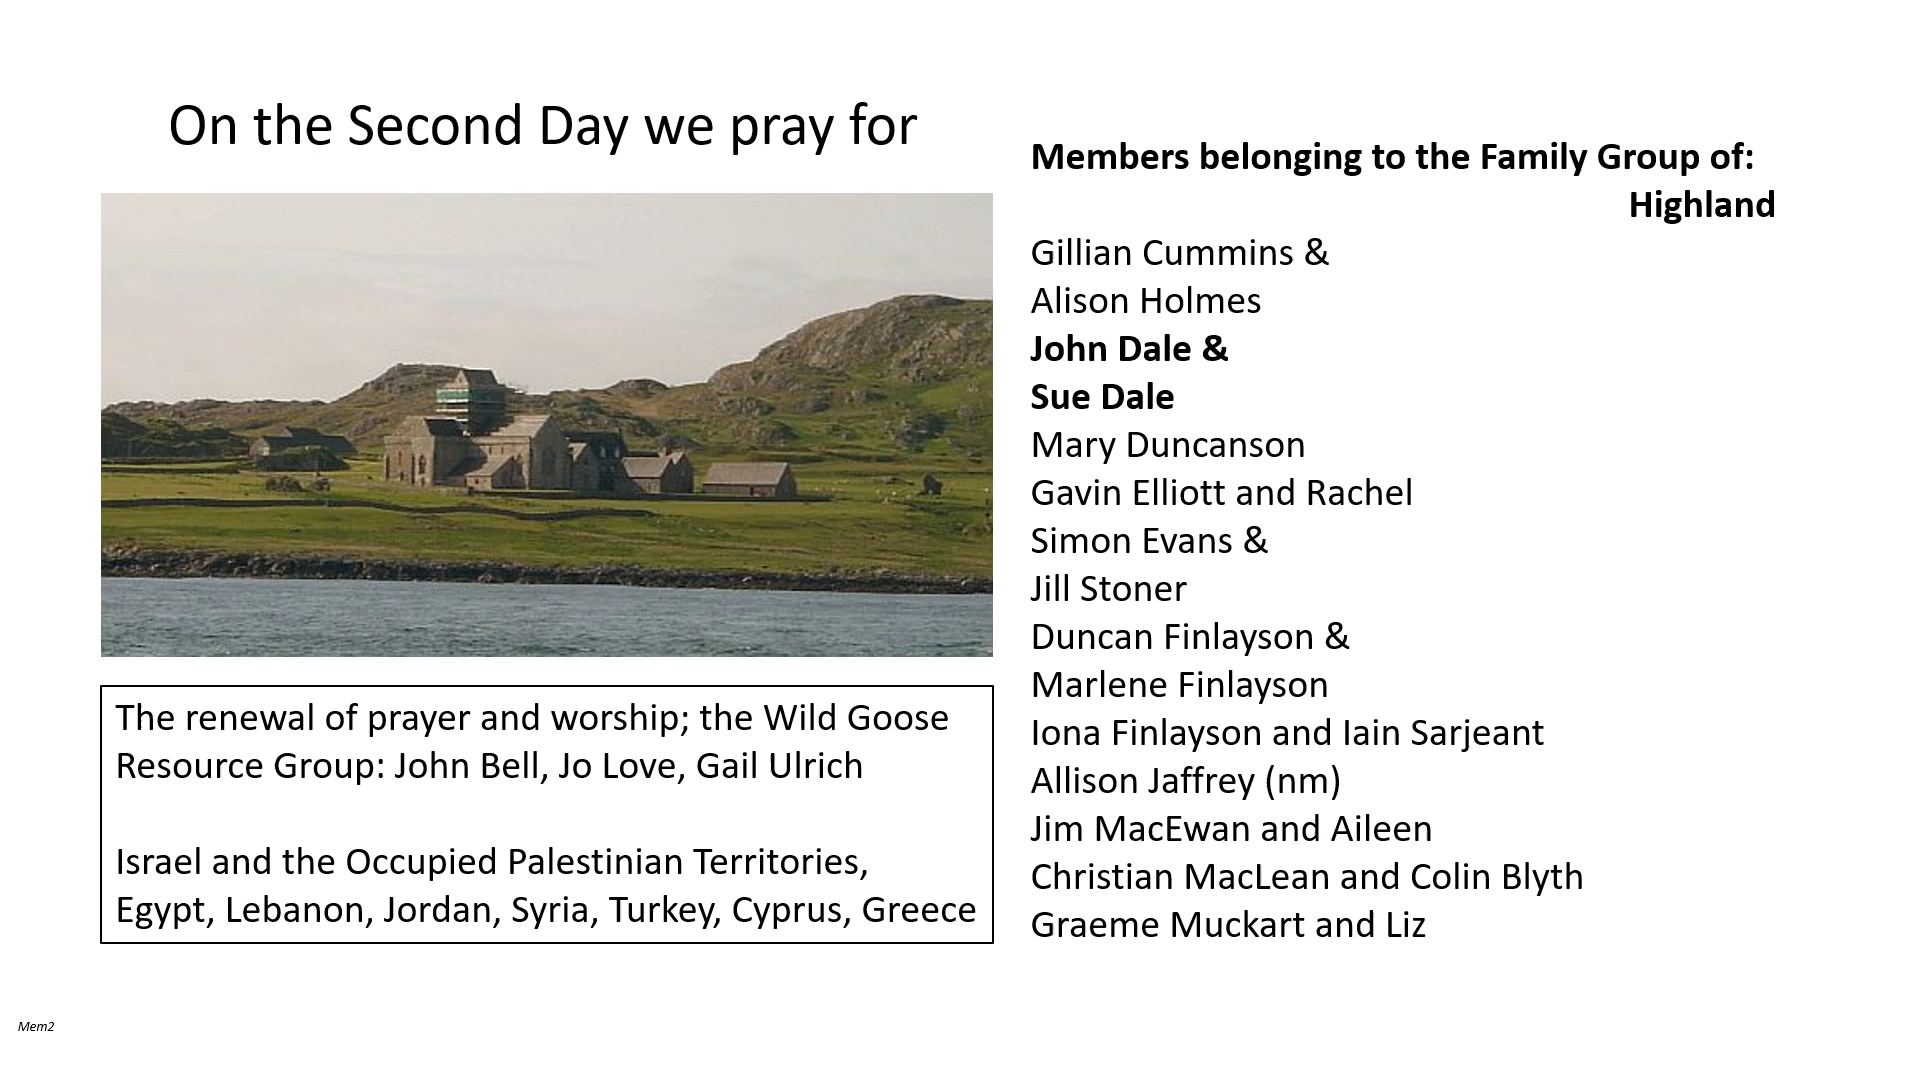 On the Second Day we pray for
The renewal of prayer and worship; the Wild Goose
Resource Group: John Bell, Jo Love, Gail Ulrich
Israel and the Occupied Palestinian Territories,
Egypt, Lebanon, Jordan, Syria, Turkey, Cyprus, Greece
Members belonging to the Family Group of:
Highland
Gillian Cummins &
Alison Holmes
John Dale &
Sue Dale
Mary Duncanson
Gavin Elliott and Rachel
Simon Evans &
Jill Stoner
Duncan Finlayson &
Marlene Finlayson
Iona Finlayson and Iain Sarjeant
Allison Jaffrey (nm)
Jim MacEwan and Aileen
Christian MacLean and Colin Blyth
Graeme Muckart and Liz
Mem2